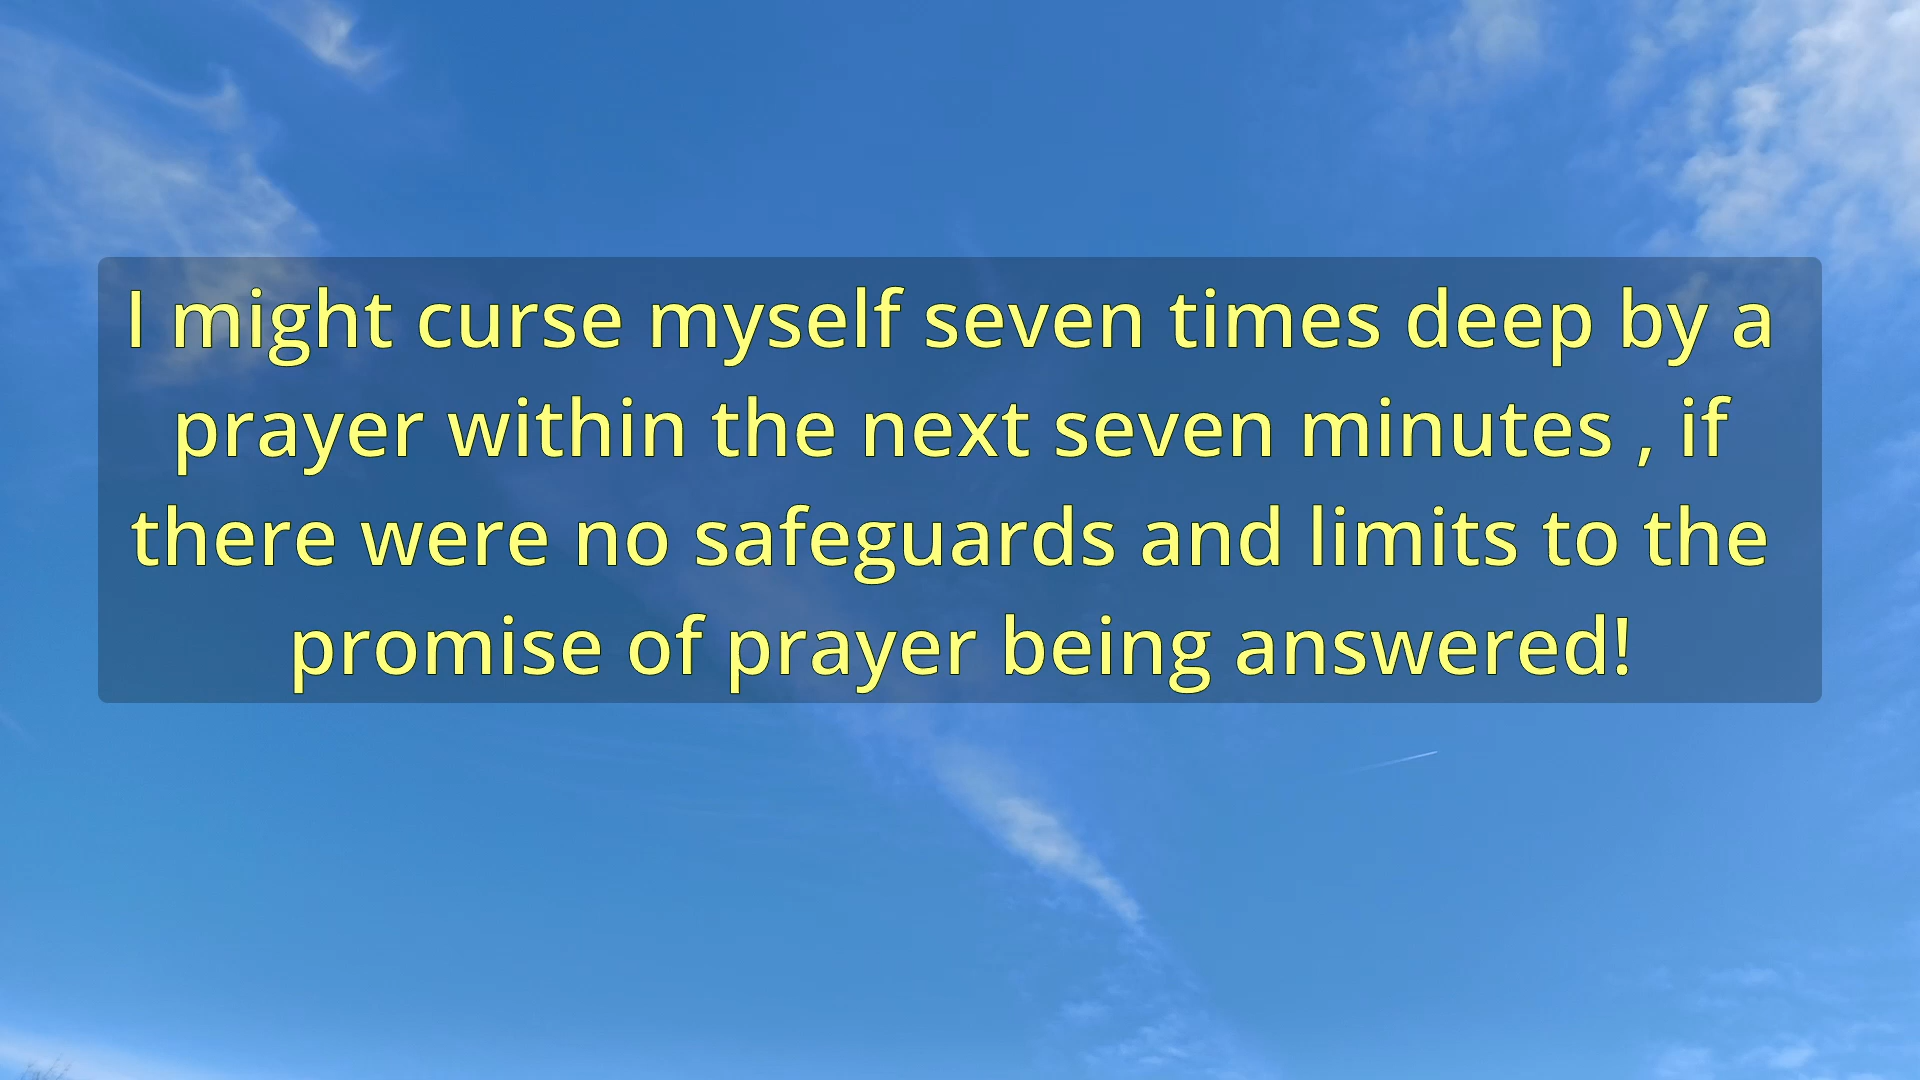 I might curse myself seven times deep by a
prayer within the next seven minutes , if
there were no safeguards and limits to the
promise of prayer being answered!